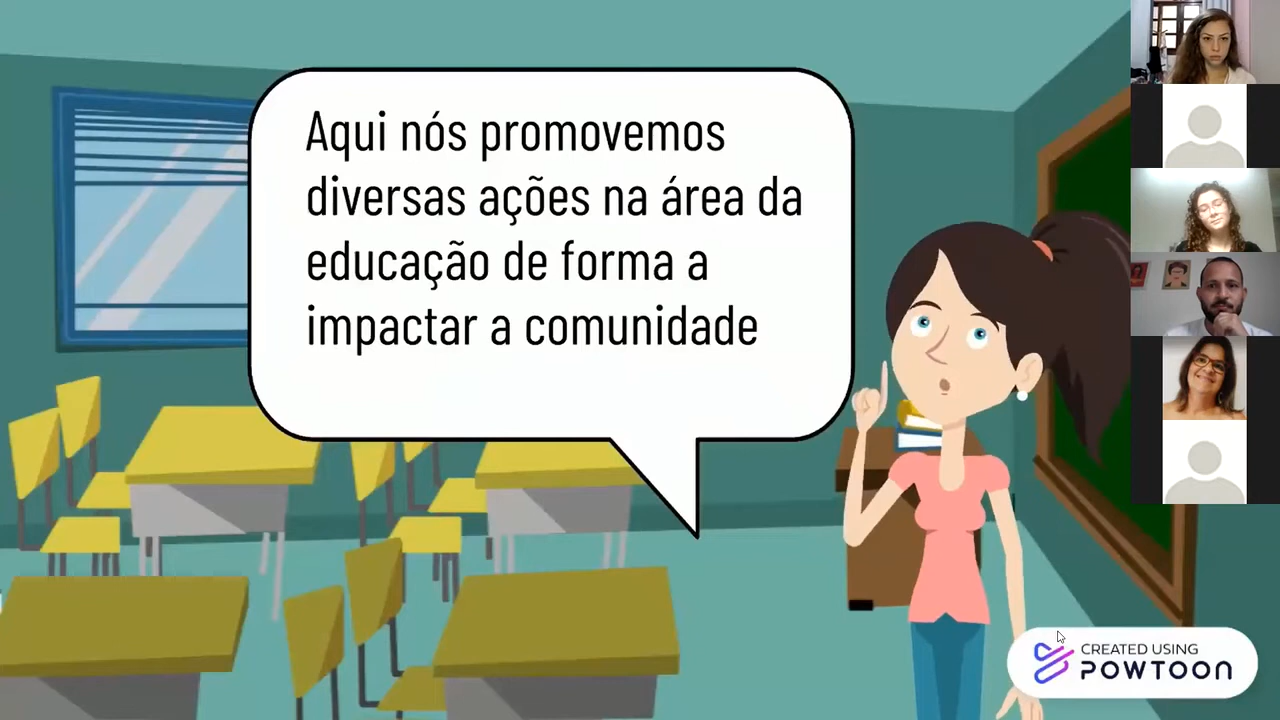 Aqui nós promovemos
diversas ações na área da
educação de forma a
impactar a comunidade
CREATED USING
POWTOON